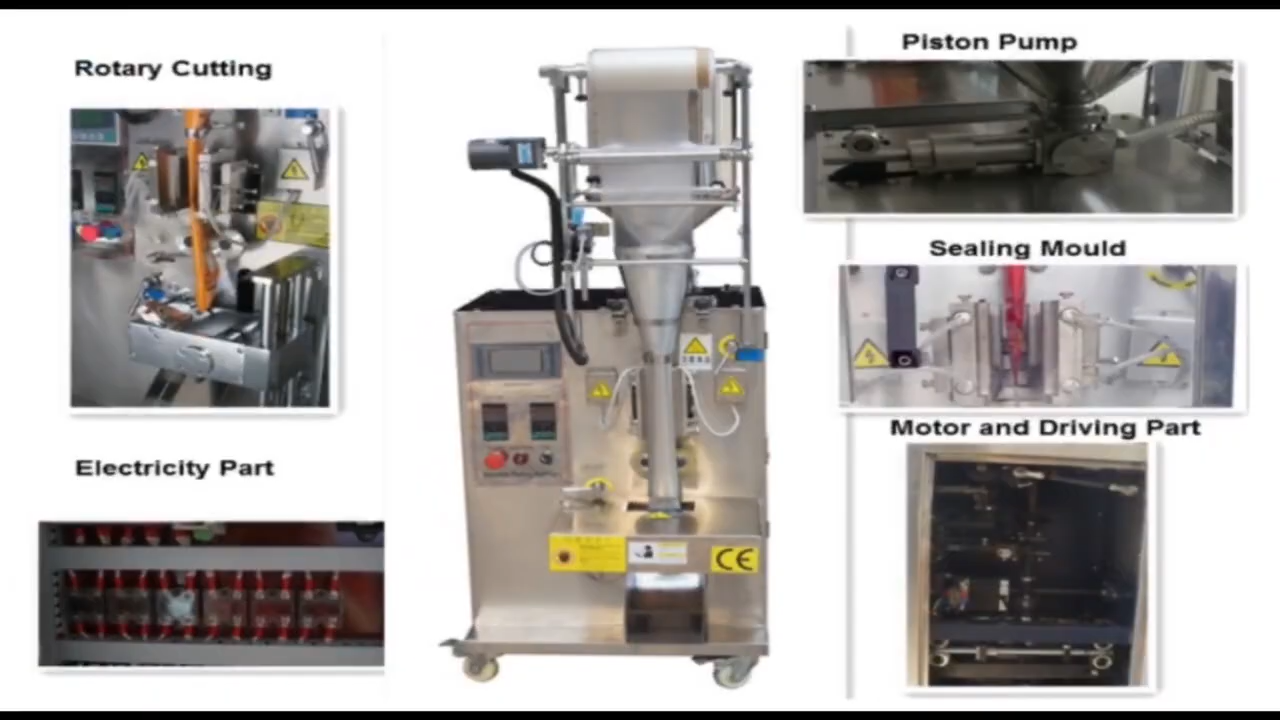 Rotary Cutting
Piston Pump
Sealing Mould
Motor and Driving Part
Electricity Part
CE